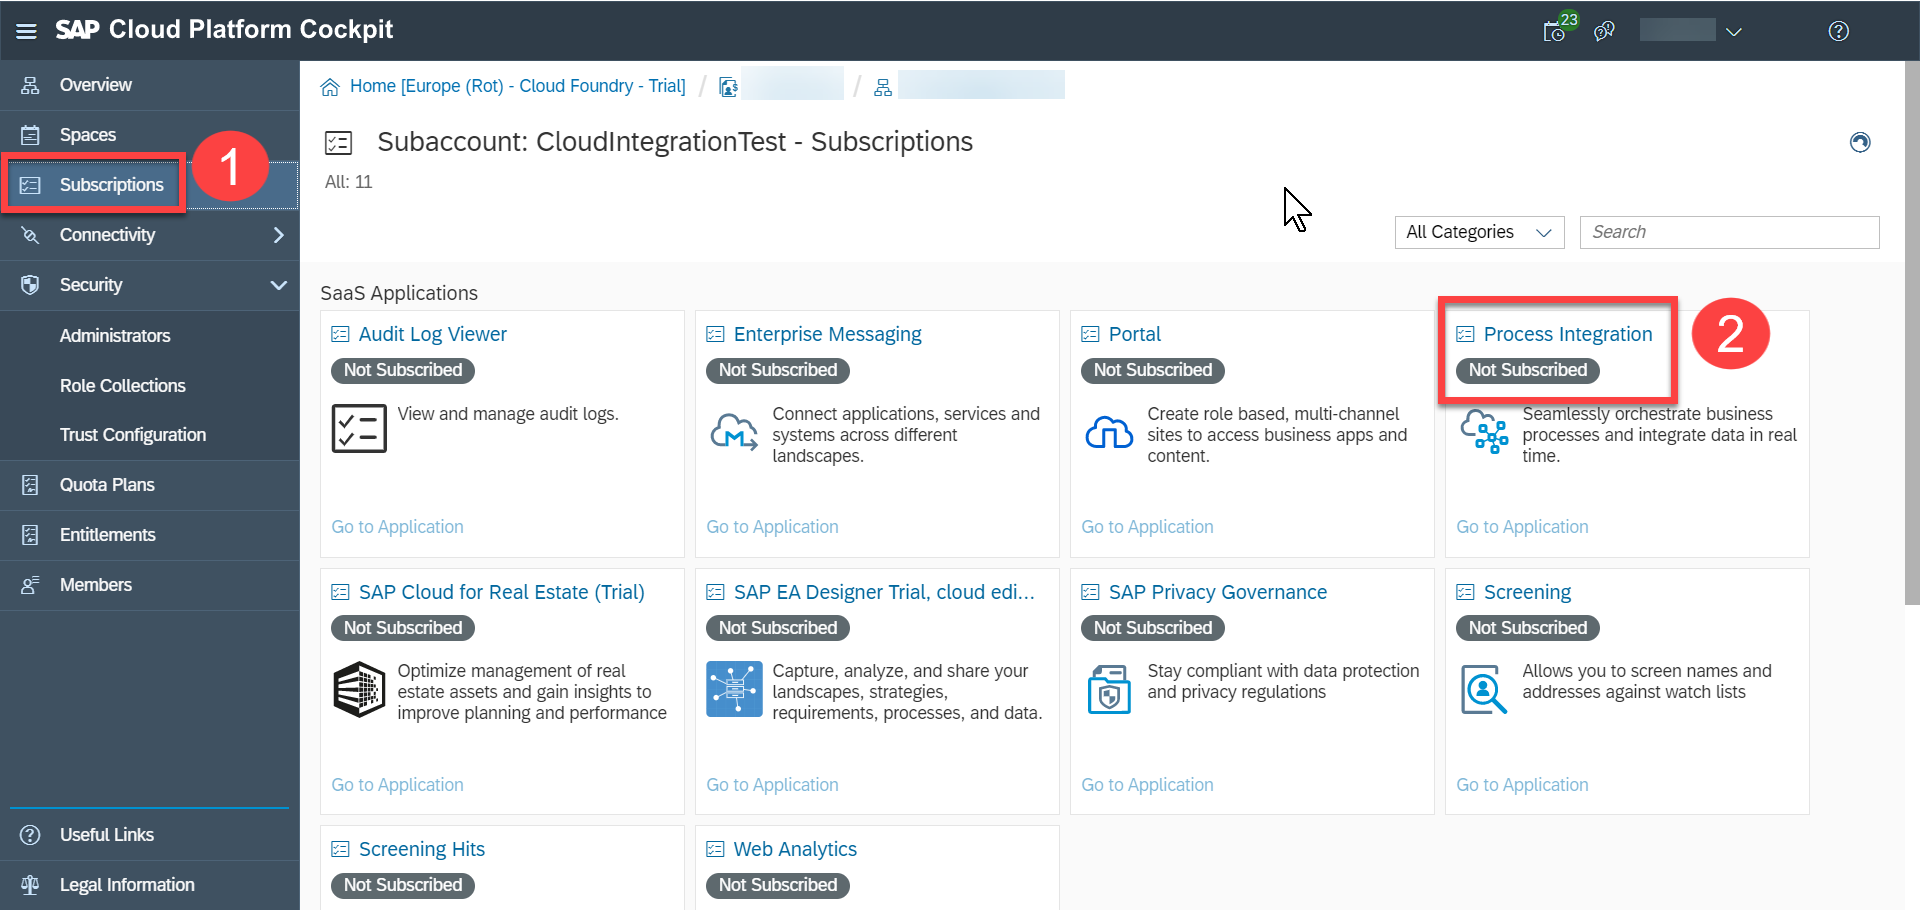 SAP Cloud Platform Cockpit
23
Overview
Spaces
Subscriptions
1
Connectivity
Security
Administrators
Role Collections
Trust Configuration
Quota Plans
Entitlements
Members
Useful Links
Legal Information
Home [Europe (Rot) - Cloud Foundry - Trial] / /
Subaccount: CloudIntegrationTest - Subscriptions
All: 11
All Categories
Search
SaaS Applications
Audit Log Viewer
Not Subscribed
View and manage audit logs.
Go to Application
Enterprise Messaging
Not Subscribed
Connect applications, services and
systems across different
landscapes.
Go to Application
Portal
Not Subscribed
Create role based, multi-channel
sites to access business apps and
content.
Go to Application
Process Integration
Not Subscribed
2
Seamlessly orchestrate business
processes and integrate data in real
time.
Go to Application
SAP Cloud for Real Estate (Trial)
Not Subscribed
Optimize management of real
estate assets and gain insights to
improve planning and performance
Go to Application
SAP EA Designer Trial, cloud edi...
Not Subscribed
Capture, analyze, and share your
landscapes, strategies,
requirements, processes, and data.
Go to Application
SAP Privacy Governance
Not Subscribed
Stay compliant with data protection
and privacy regulations
Go to Application
Screening
Not Subscribed
Allows you to screen names and
addresses against watch lists
Go to Application
Screening Hits
Not Subscribed
Web Analytics
Not Subscribed